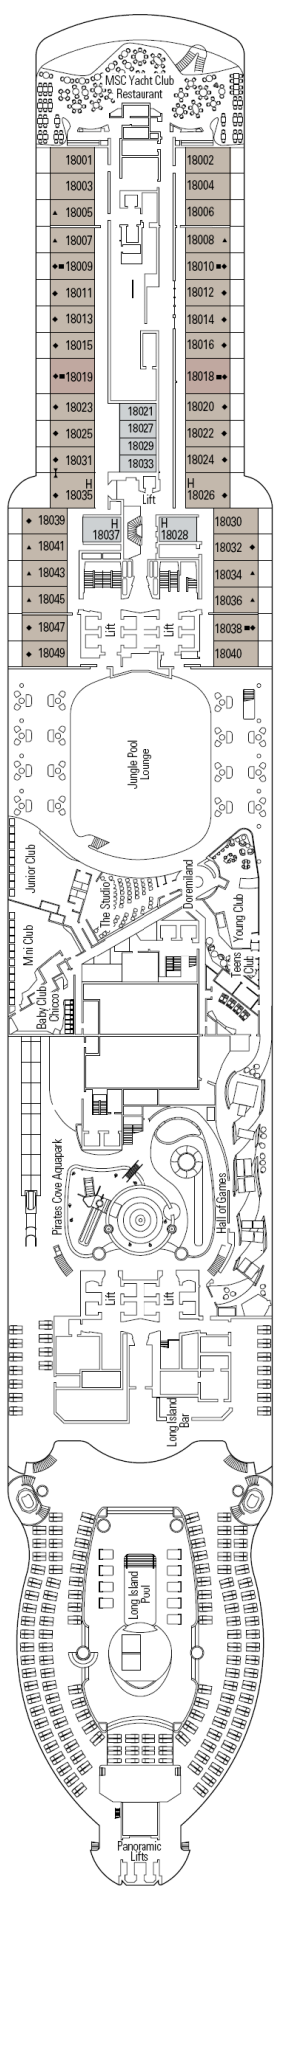 MSC Yacht Club
Restaurant
18001
18002
18003
18004
18005
18006
18007
18008
18009
18010
18011
18012
18013
18014
18015
18016
18019
18018
18023
18021
18020
18025
18027
18022
18029
18031
18033
18024
H
18035
Lift
H
18026
18039
H
18037
H
18028
18030
18041
18032
18043
18034
18045
18036
18047
Lift
Lift
18038
18049
18040
Jungle Pool
Lounge
Junior Club
The Studio
Doremiland
Young Club
Mini Club
Teens
Club
Baby Club
Chicco
Pirates Cove Aquapark
Hall of Games
Lift
Lift
Long Island
Bar
Long Island
Pool
Panoramic
Lifts